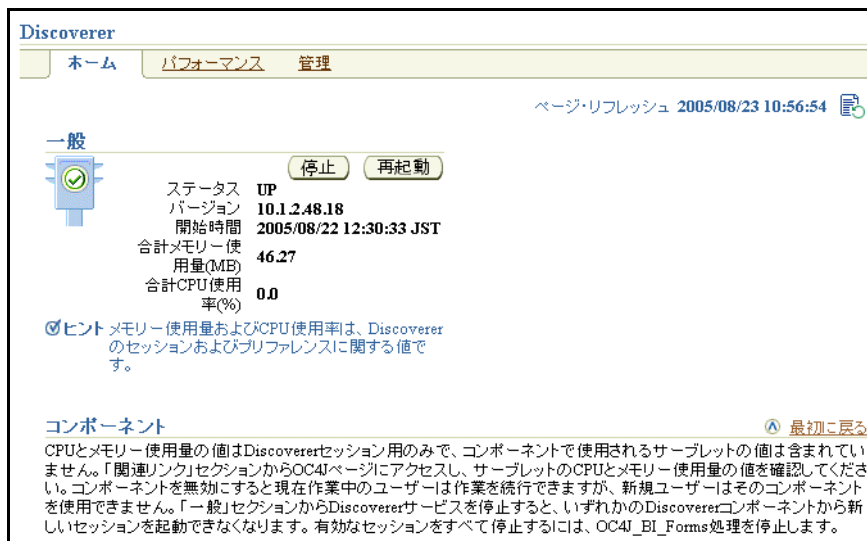 Discoverer
ホーム パフォーマンス 管理
ページ・リフレッシュ 2005/08/23 10:56:54
一般
停止 再起動
ステータス UP
バージョン 10.1.2.48.18
開始時間 2005/08/22 12:30:33 JST
合計メモリー使
用量(MB) 46.27
合計CPU使用
率(%) 0.0
ヒント メモリー使用量およびCPU使用率は、Discoverer
のセッションおよびプリファレンスに関する値で
す。
コンポーネント 最初に戻る
CPUとメモリー使用量の値はDiscovererセッション用のみで、コンポーネントで使用されるサーブレットの値は含まれてい
ません。「関連リンク」セクションからOC4Jページにアクセスし、サーブレットのCPUとメモリー使用量の値を確認してくださ
い。コンポーネントを無効にすると現在作業中のユーザーは作業を続行できますが、新規ユーザーはそのコンポーネント
を使用できません。「一般」セクションからDiscovererサービスを停止すると、いずれかのDiscovererコンポーネントから新
しいセッションを起動できなくなります。有効なセッションをすべて停止するには、OC4J_BI_Forms処理を停止します。